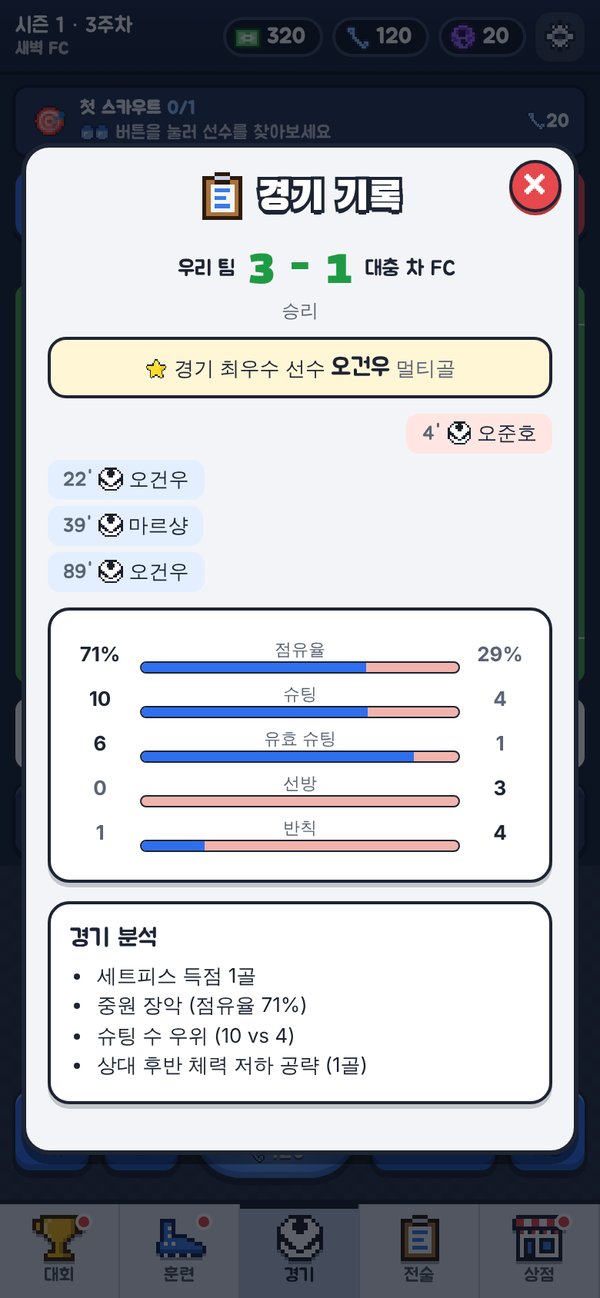 시즌 1 · 3주차
새벽 FC
320
120
20
첫 스카우트 0/1
버튼을 눌러 선수를 찾아보세요
20
경기 기록
우리 팀 3 - 1 대충 차 FC
승리
경기 최우수 선수 오건우 멀티골
4' 오준호
22' 오건우
39' 마르샹
89' 오건우
71% 점유율 29%
10 슈팅 4
6 유효 슈팅 1
0 선방 3
1 반칙 4
경기 분석
• 세트피스 득점 1골
• 중원 장악 (점유율 71%)
• 슈팅 수 우위 (10 vs 4)
• 상대 후반 체력 저하 공략 (1골)
대회
훈련
경기
전술
상점